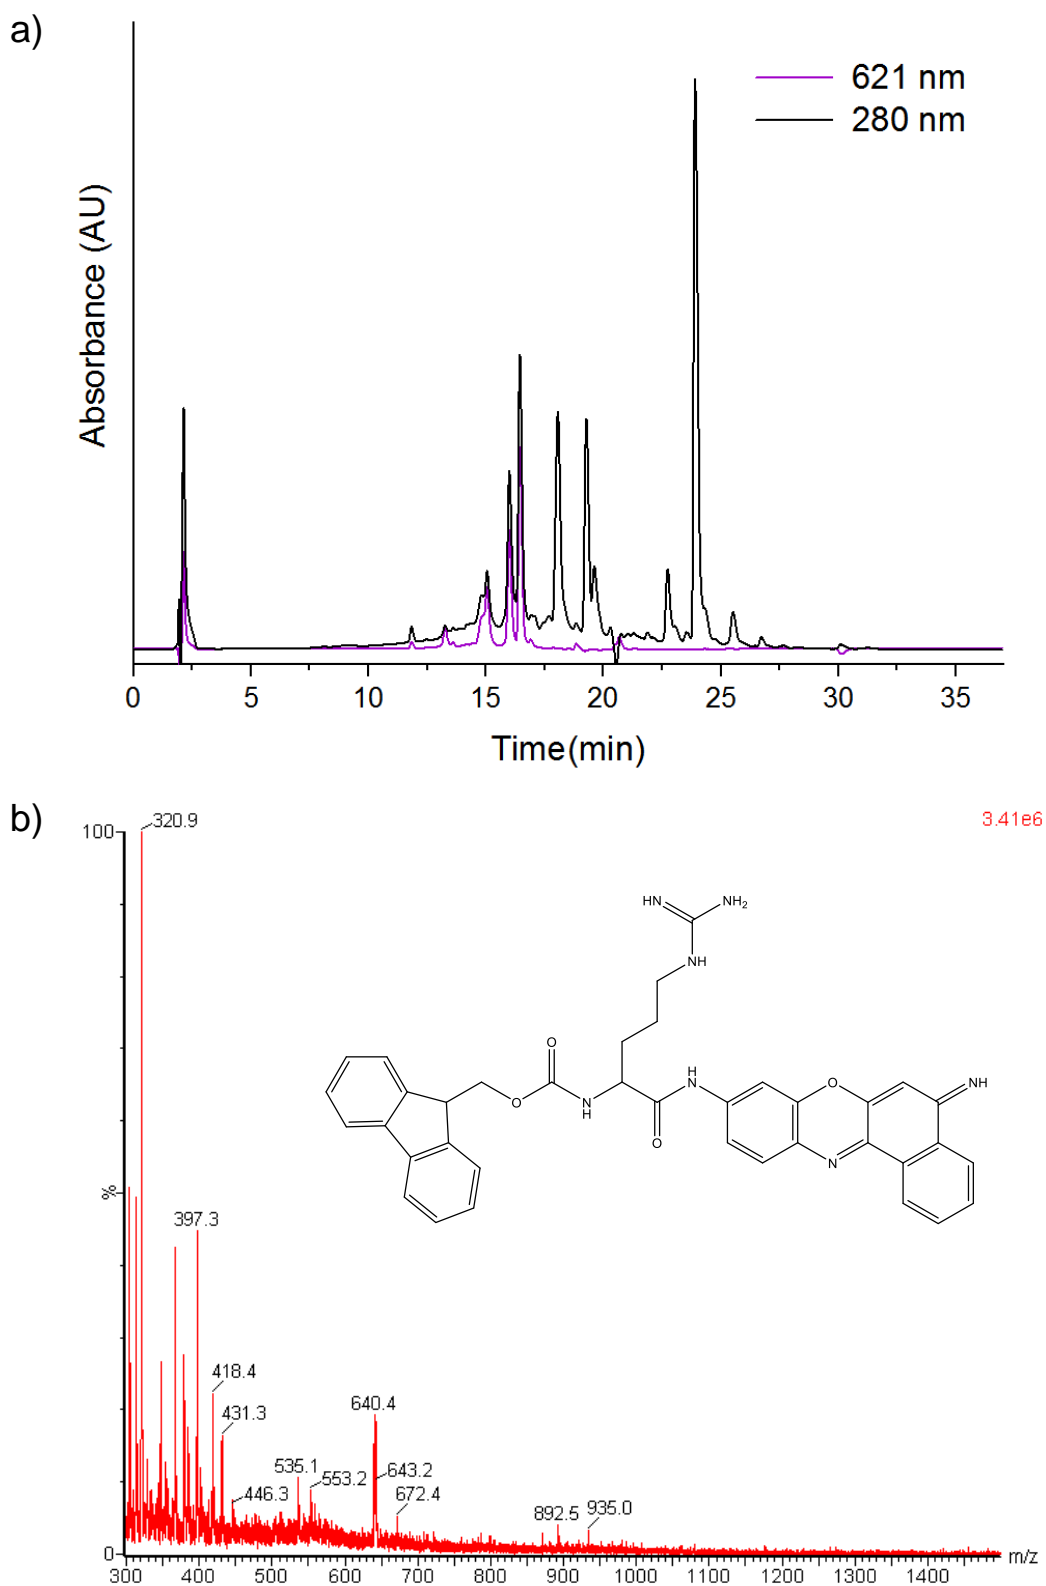 a)
621 nm
280 nm
Absorbance (AU)
0 5 10 15 20 25 30 35
Time(min)
b)
3.41e6
100
320.9
HN NH2
NH
O
H
N
O
NH
O
N
H
O
N
%
397.3
418.4
431.3
640.4
535.1
553.2
643.2
446.3
672.4
892.5
935.0
0
300 400 500 600 700 800 900 1000 1100 1200 1300 1400 m/z